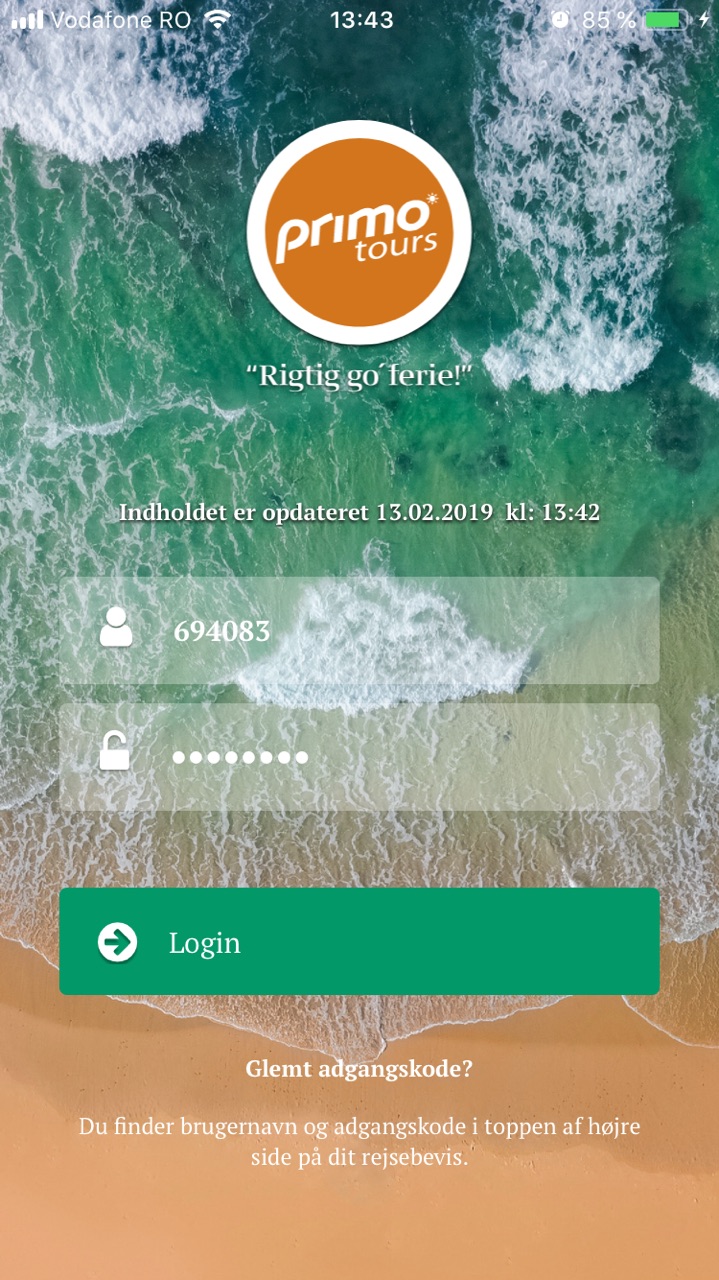 Vodafone RO 13:43 85 %
primo
tours
“Rigtig go´ferie!”
Indholdet er opdateret 13.02.2019 kl: 13:42
694083
Login
Glemt adgangskode?
Du finder brugernavn og adgangskode i toppen af højre
side på dit rejsebevis.